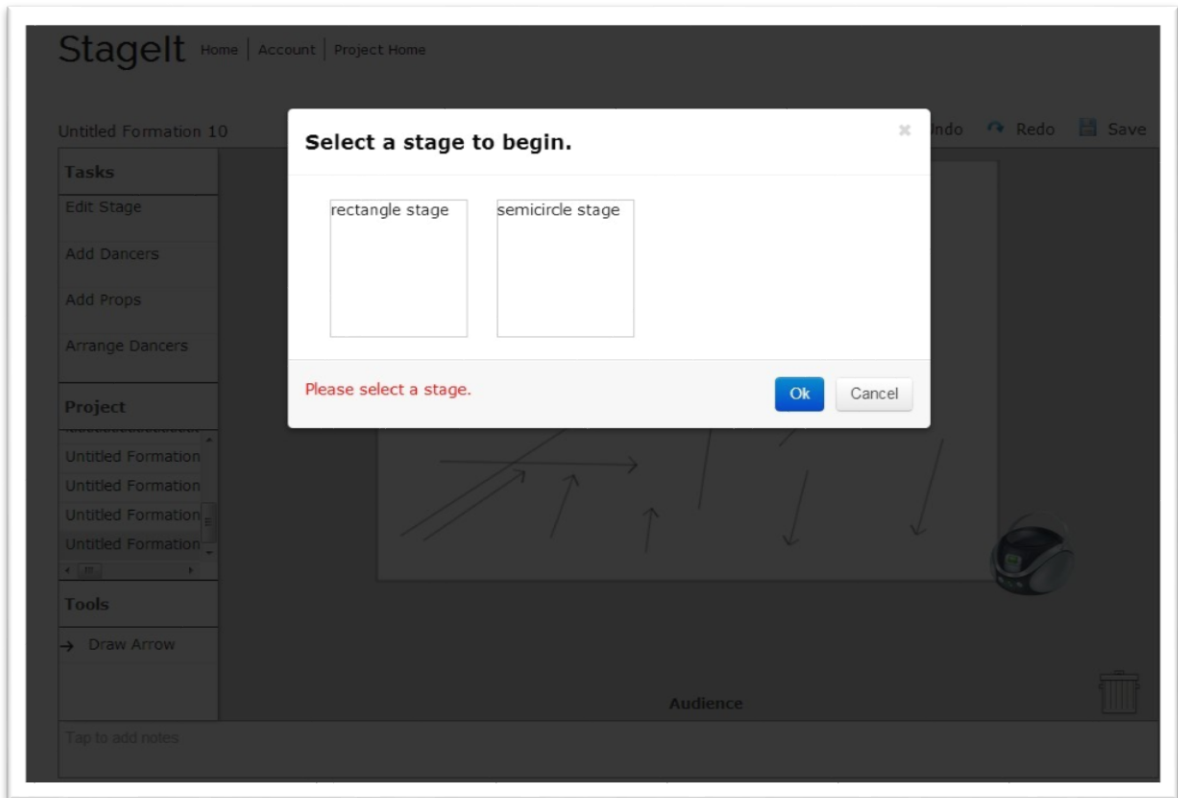 StageIt Home | Account | Project Home
Untitled Formation 10
Undo Redo Save
Select a stage to begin.
rectangle stage semicircle stage
Please select a stage.
Ok Cancel
Tasks
Edit Stage
Add Dancers
Add Props
Arrange Dancers
Project
Untitled Formation
Untitled Formation
Untitled Formation
Untitled Formation
Tools
→ Draw Arrow
Audience
Tap to add notes